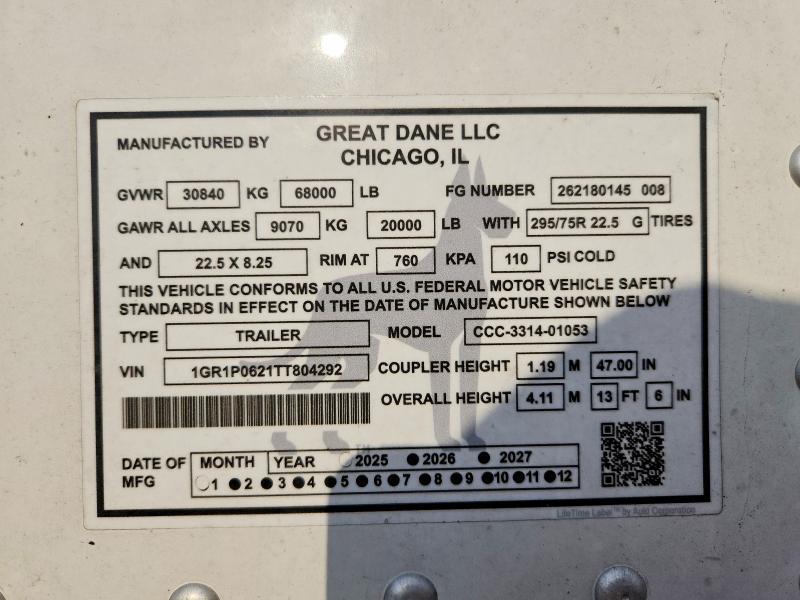 MANUFACTURED BY GREAT DANE LLC
CHICAGO, IL
GVWR 30840 KG 68000 LB FG NUMBER 262180145 008
GAWR ALL AXLES 9070 KG 20000 LB WITH 295/75R 22.5 G TIRES
AND 22.5 X 8.25 RIM AT 760 KPA 110 PSI COLD
THIS VEHICLE CONFORMS TO ALL U.S. FEDERAL MOTOR VEHICLE SAFETY
STANDARDS IN EFFECT ON THE DATE OF MANUFACTURE SHOWN BELOW
TYPE TRAILER MODEL CCC-3314-01053
VIN 1GR1P0621TT804292 COUPLER HEIGHT 1.19 M 47.00 IN
OVERALL HEIGHT 4.11 M 13 FT 6 IN
TM
DATE OF MFG MONTH YEAR 2025 2026 2027
1 2 3 4 5 6 7 8 9 10 11 12
LifeTime Label™ by Auld Corporation